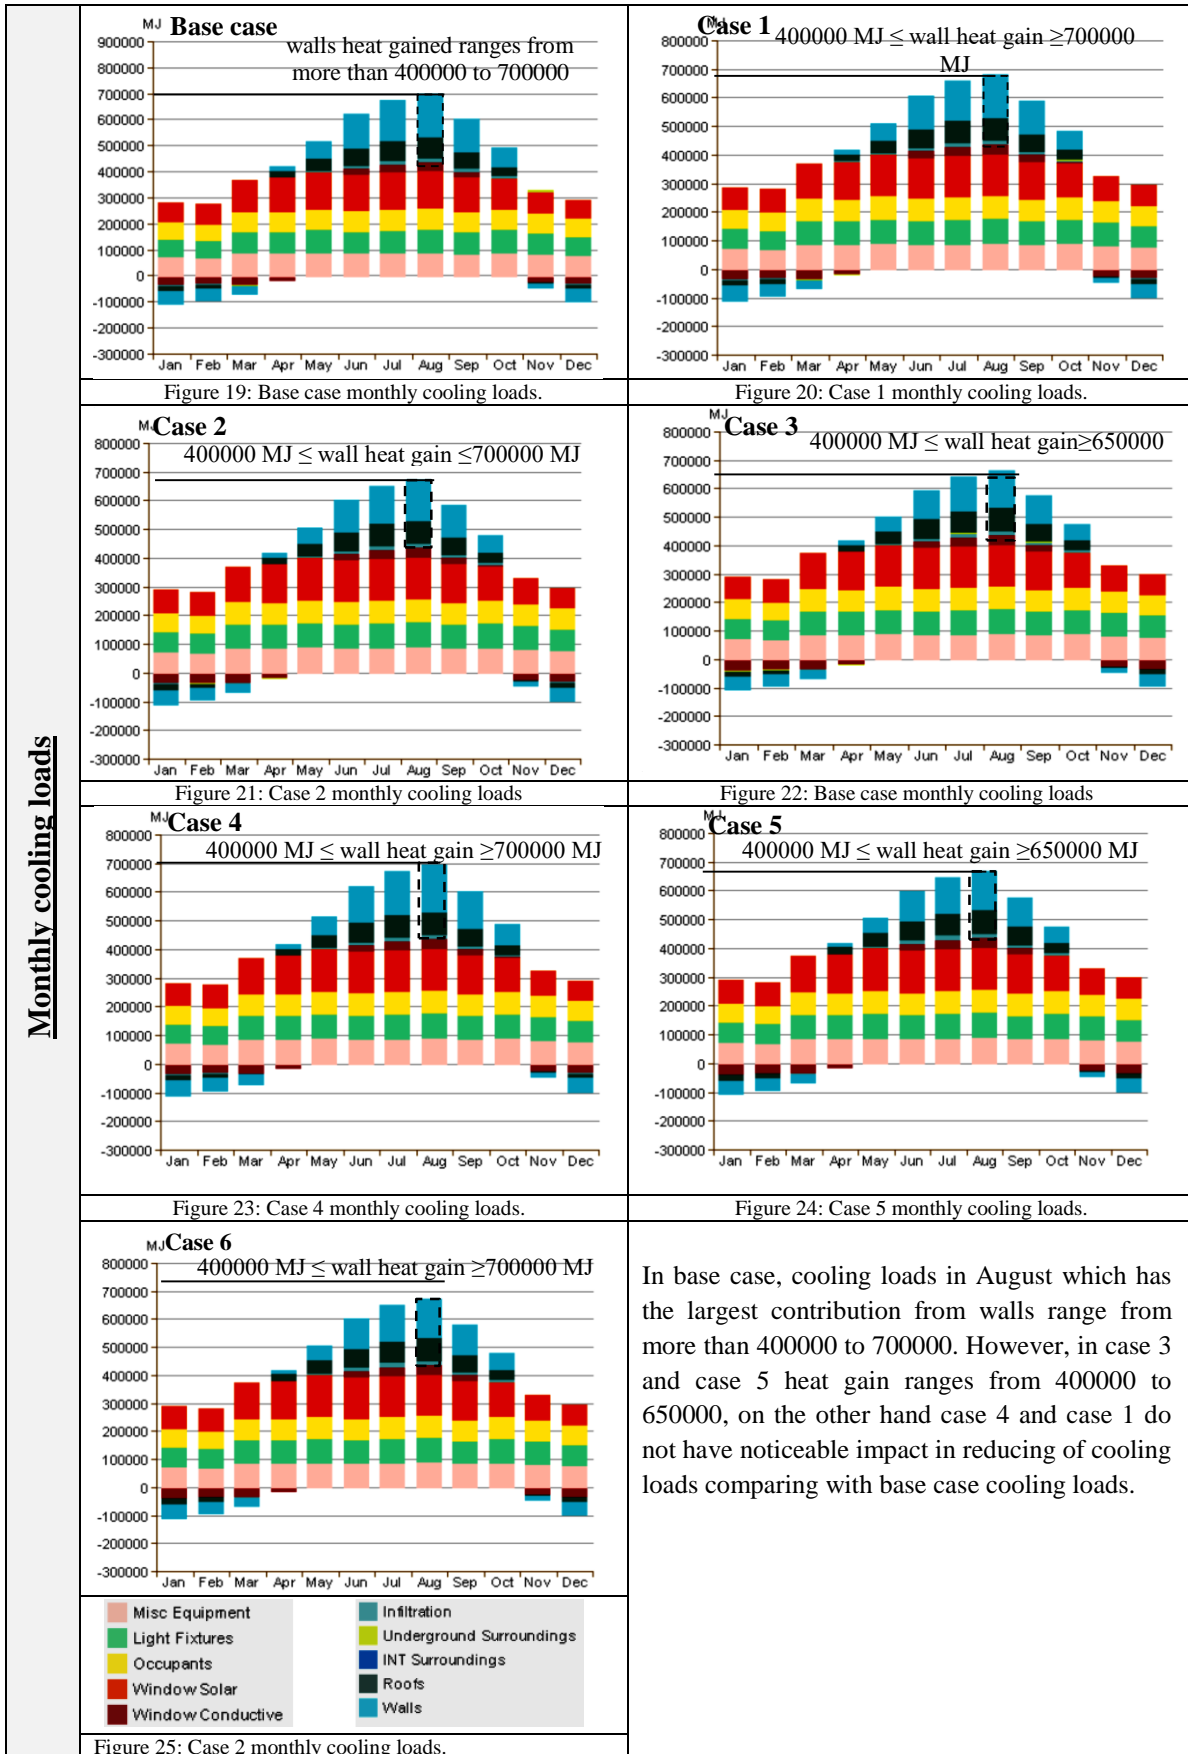 Monthly cooling loads
MJ Base case
walls heat gained ranges from
more than 400000 to 700000
900000
800000
700000
600000
500000
400000
300000
200000
100000
0
-100000
-200000
-300000
Jan Feb Mar Apr May Jun Jul Aug Sep Oct Nov Dec
Figure 19: Base case monthly cooling loads.
MJ
Case 1
400000 MJ ≤ wall heat gain ≥700000
MJ
800000
700000
600000
500000
400000
300000
200000
100000
0
-100000
-200000
-300000
Jan Feb Mar Apr May Jun Jul Aug Sep Oct Nov Dec
Figure 20: Case 1 monthly cooling loads.
MJ Case 2
400000 MJ ≤ wall heat gain ≤700000 MJ
800000
700000
600000
500000
400000
300000
200000
100000
0
-100000
-200000
-300000
Jan Feb Mar Apr May Jun Jul Aug Sep Oct Nov Dec
Figure 21: Case 2 monthly cooling loads
MJ
Case 3
400000 MJ ≤ wall heat gain≥650000
800000
700000
600000
500000
400000
300000
200000
100000
0
-100000
-200000
-300000
Jan Feb Mar Apr May Jun Jul Aug Sep Oct Nov Dec
Figure 22: Base case monthly cooling loads
MJ Case 4
400000 MJ ≤ wall heat gain ≥700000 MJ
800000
700000
600000
500000
400000
300000
200000
100000
0
-100000
-200000
-300000
Jan Feb Mar Apr May Jun Jul Aug Sep Oct Nov Dec
Figure 23: Case 4 monthly cooling loads.
MJ
Case 5
400000 MJ ≤ wall heat gain ≥650000 MJ
800000
700000
600000
500000
400000
300000
200000
100000
0
-100000
-200000
-300000
Jan Feb Mar Apr May Jun Jul Aug Sep Oct Nov Dec
Figure 24: Case 5 monthly cooling loads.
MJ Case 6
400000 MJ ≤ wall heat gain ≥700000 MJ
800000
700000
600000
500000
400000
300000
200000
100000
0
-100000
-200000
-300000
Jan Feb Mar Apr May Jun Jul Aug Sep Oct Nov Dec
Misc Equipment
Light Fixtures
Occupants
Window Solar
Window Conductive
Infiltration
Underground Surroundings
INT Surroundings
Roofs
Walls
Figure 25: Case 2 monthly cooling loads.
In base case, cooling loads in August which has
the largest contribution from walls range from
more than 400000 to 700000. However, in case 3
and case 5 heat gain ranges from 400000 to
650000, on the other hand case 4 and case 1 do
not have noticeable impact in reducing of cooling
loads comparing with base case cooling loads.